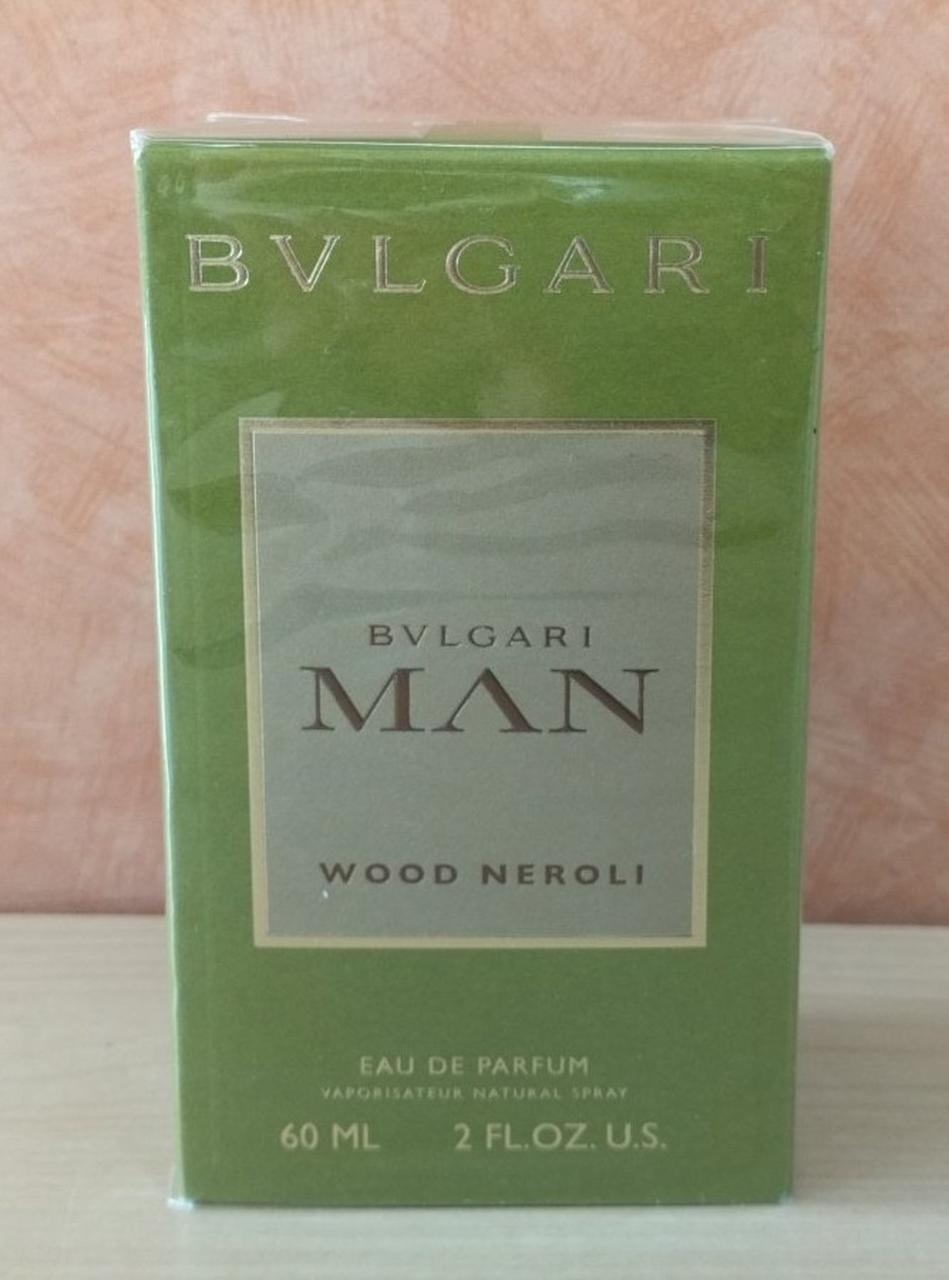 BVLGARI
BVLGARI
MAN
WOOD NEROLI
EAU DE PARFUM
VAPORISATEUR NATURAL SPRAY
60 ML 2 FL.OZ. U.S.